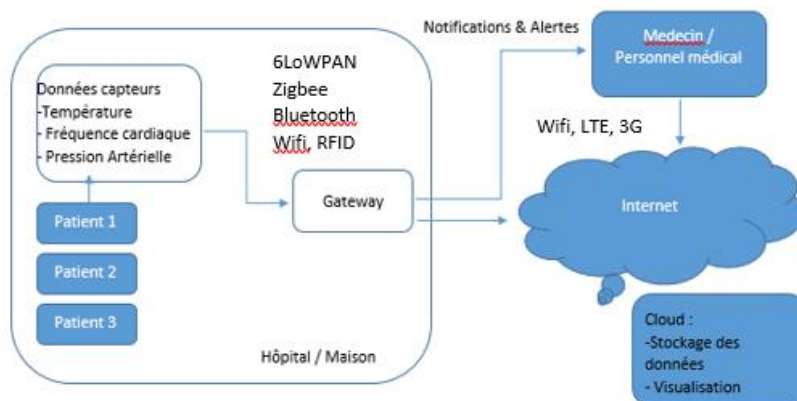 Notifications & Alertes
Medecin /
Personnel médical
6LoWPAN
Zigbee
Bluetooth
Wifi, RFID
Données capteurs
-Température
- Fréquence cardiaque
- Pression Artérielle
Wifi, LTE, 3G
Gateway
Internet
Patient 1
Patient 2
Patient 3
Hôpital / Maison
Cloud :
-Stockage des
données
- Visualisation